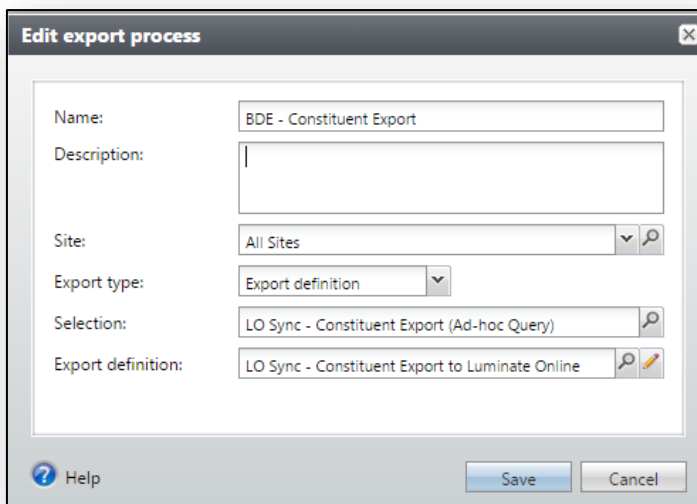 Edit export process
Name: BDE - Constituent Export
Description:
Site: All Sites
Export type: Export definition
Selection: LO Sync - Constituent Export (Ad-hoc Query)
Export definition: LO Sync - Constituent Export to Luminate Online
Help Save Cancel